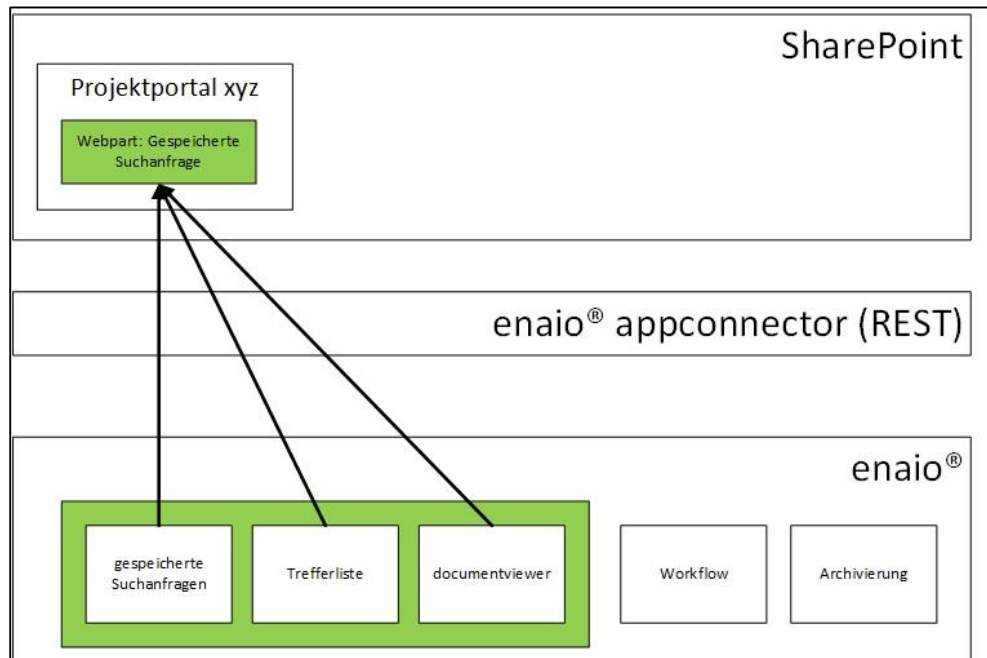 SharePoint
Projektportal xyz
Webpart: Gespeicherte
Suchanfrage
enaio® appconnector (REST)
enaio®
gespeicherte
Suchanfragen
Trefferliste
documentviewer
Workflow
Archivierung